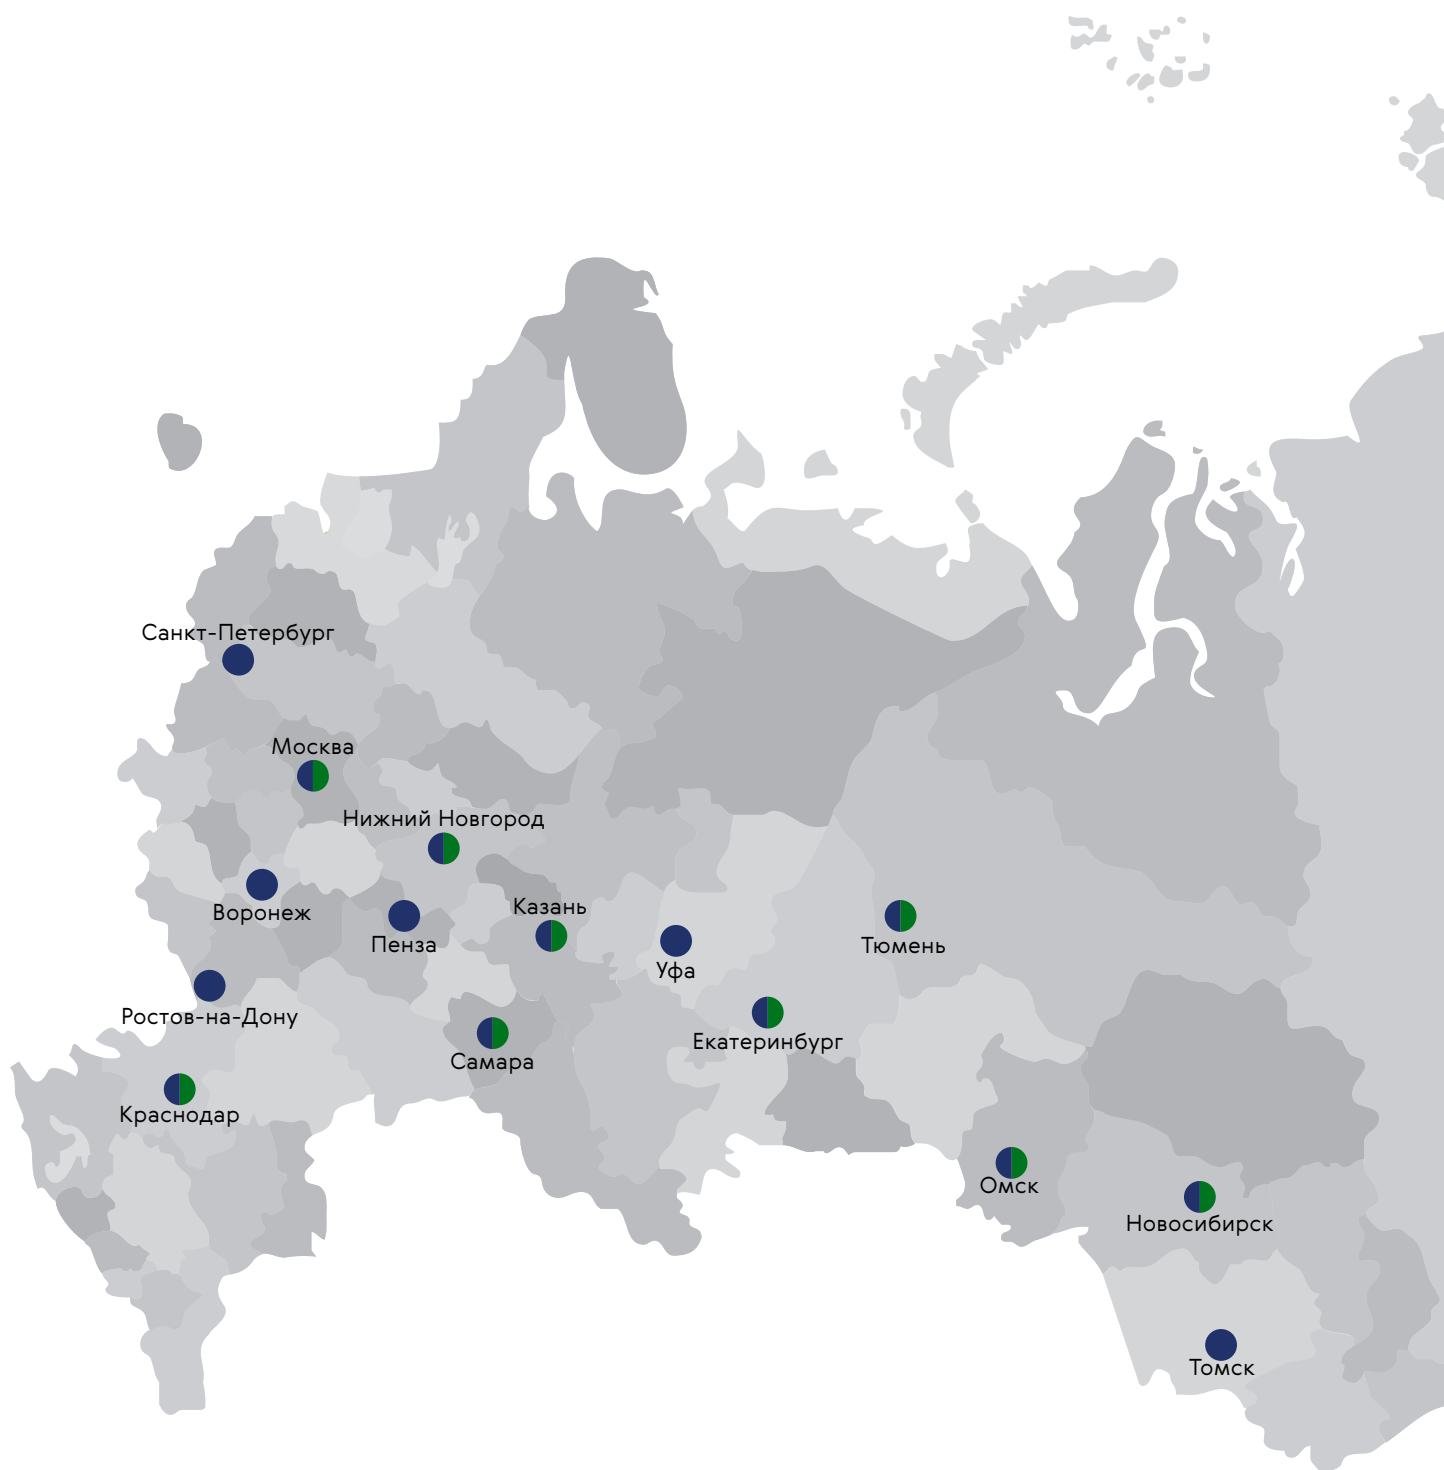 Санкт-Петербург
Москва
Нижний Новгород
Воронеж
Казань
Пенза
Тюмень
Уфа
Ростов-на-Дону
Екатеринбург
Самара
Краснодар
Омск
Новосибирск
Томск